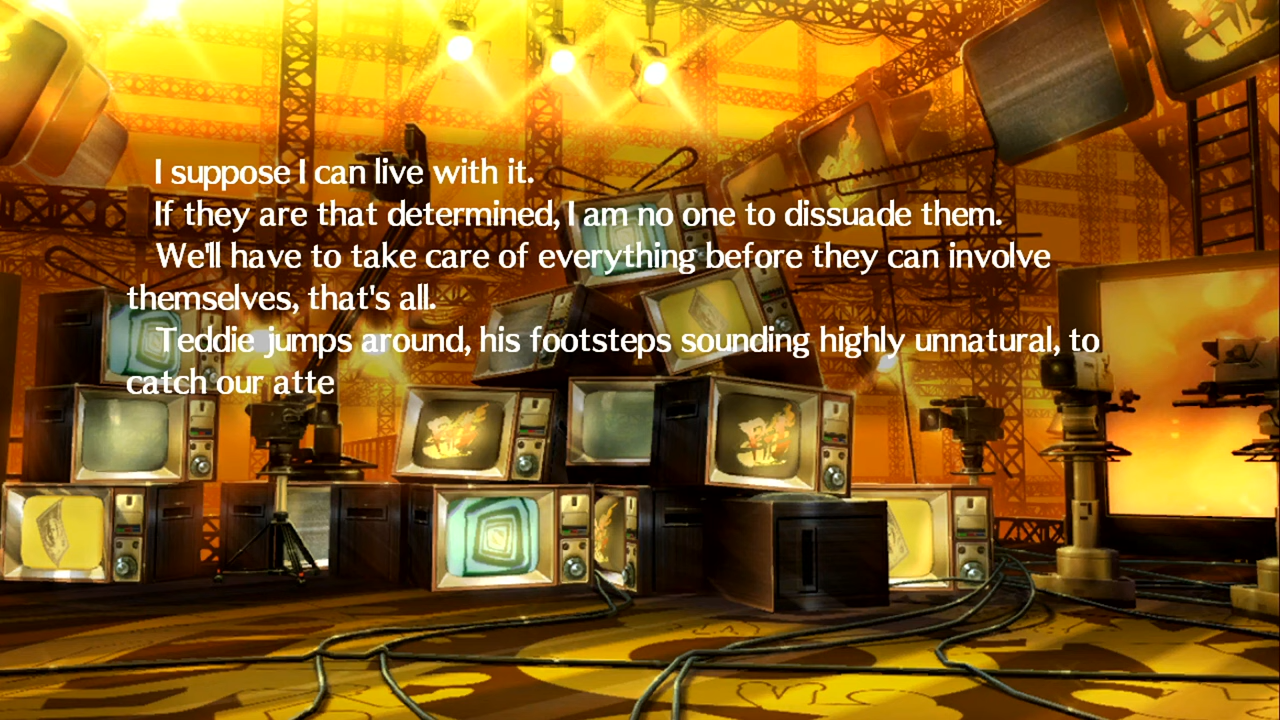 I suppose I can live with it.
If they are that determined, I am no one to dissuade them.
We'll have to take care of everything before they can involve
themselves, that's all.
Teddie jumps around, his footsteps sounding highly unnatural, to
catch our atte